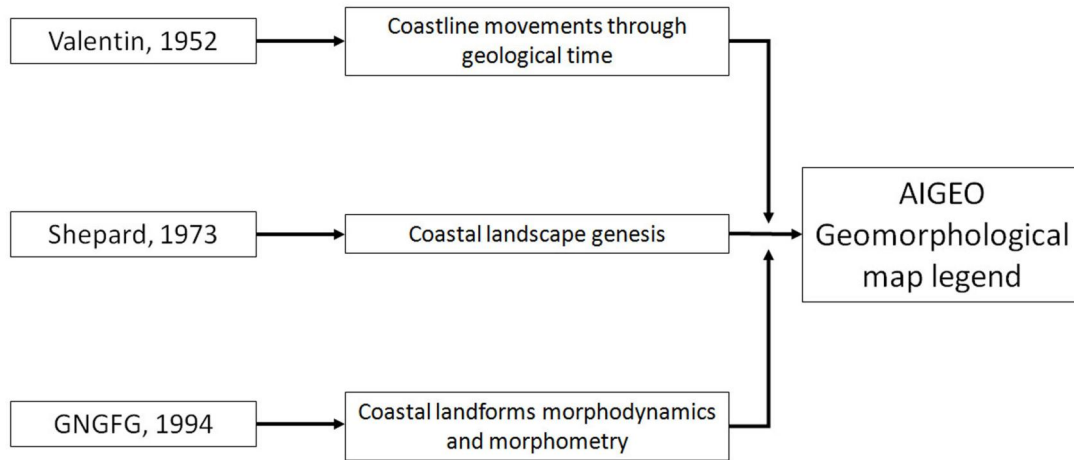 Valentin, 1952
Coastline movements through
geological time
Shepard, 1973
Coastal landscape genesis
AIGEO
Geomorphological
map legend
GNGFG, 1994
Coastal landforms morphodynamics
and morphometry